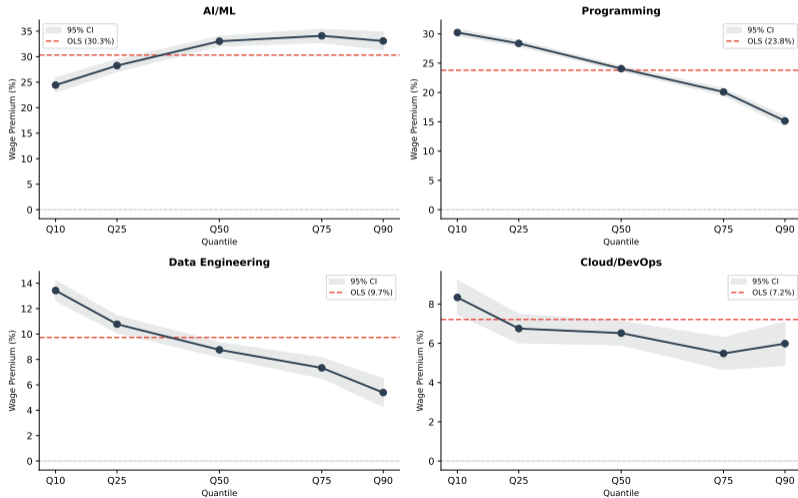 AI/ML
Wage Premium (%)
35
30
25
20
15
10
5
0
95% CI
OLS (30.3%)
Q10 Q25 Q50 Q75 Q90
Quantile
Programming
Wage Premium (%)
30
25
20
15
10
5
0
95% CI
OLS (23.8%)
Q10 Q25 Q50 Q75 Q90
Quantile
Data Engineering
Wage Premium (%)
14
12
10
8
6
4
2
0
95% CI
OLS (9.7%)
Q10 Q25 Q50 Q75 Q90
Quantile
Cloud/DevOps
Wage Premium (%)
8
6
4
2
0
95% CI
OLS (7.2%)
Q10 Q25 Q50 Q75 Q90
Quantile